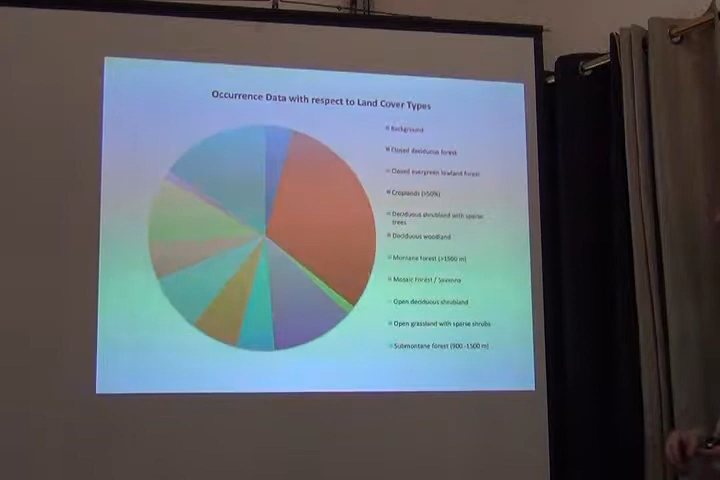 Occurrence Data with respect to Land Cover Types
Background
Closed deciduous forest
Closed evergreen lowland forest
Croplands (>50%)
Deciduous shrubland with sparse
trees
Deciduous woodland
Montane forest (>1500 m)
Mosaic Forest / Savanna
Open deciduous shrubland
Open grassland with sparse shrubs
Submontane forest (900 -1500 m)